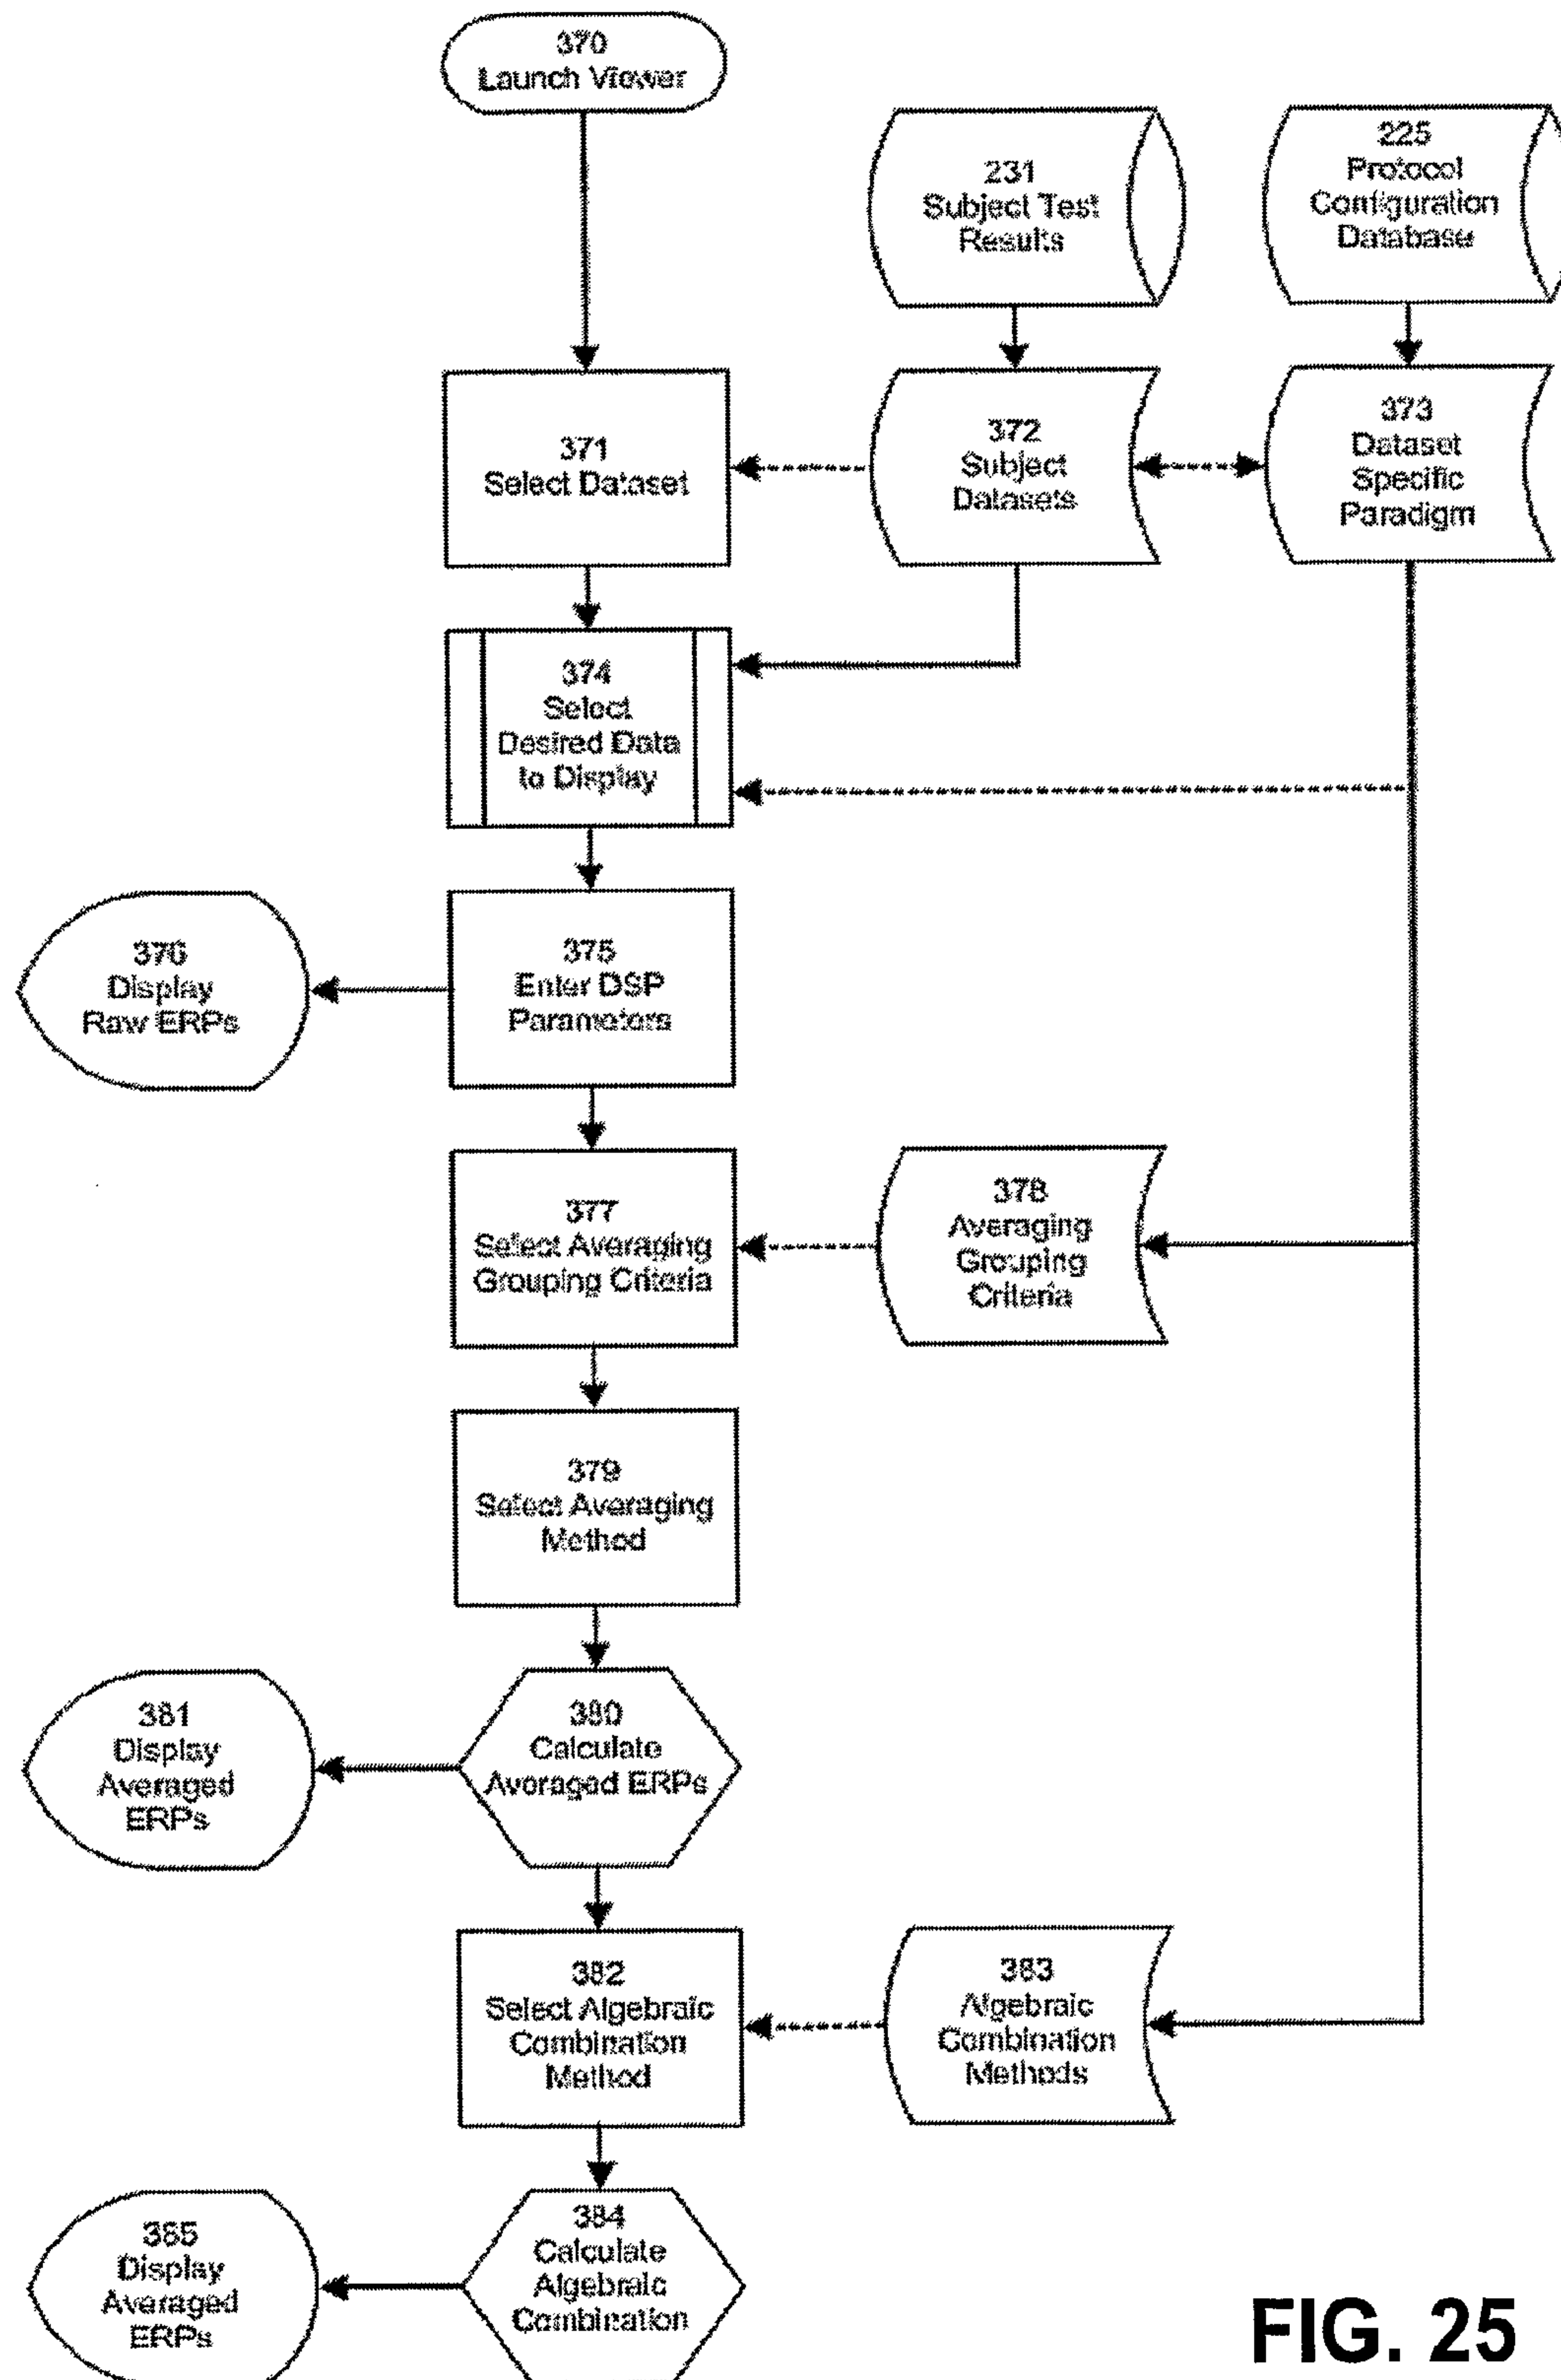 370
Launch Viewer
231
Subject Test
Results
225
Protocol
Configuration
Database
371
Select Dataset
372
Subject
Datasets
373
Dataset
Specific
Paradigm
374
Select
Desired Data
to Display
376
Display
Raw ERPs
375
Enter DSP
Parameters
377
Select Averaging
Grouping Criteria
378
Averaging
Grouping
Criteria
379
Select Averaging
Method
381
Display
Averaged
ERPs
380
Calculate
Averaged ERPs
382
Select Algebraic
Combination
Method
383
Algebraic
Combination
Methods
385
Display
Averaged
ERPs
384
Calculate
Algebraic
Combination
FIG. 25